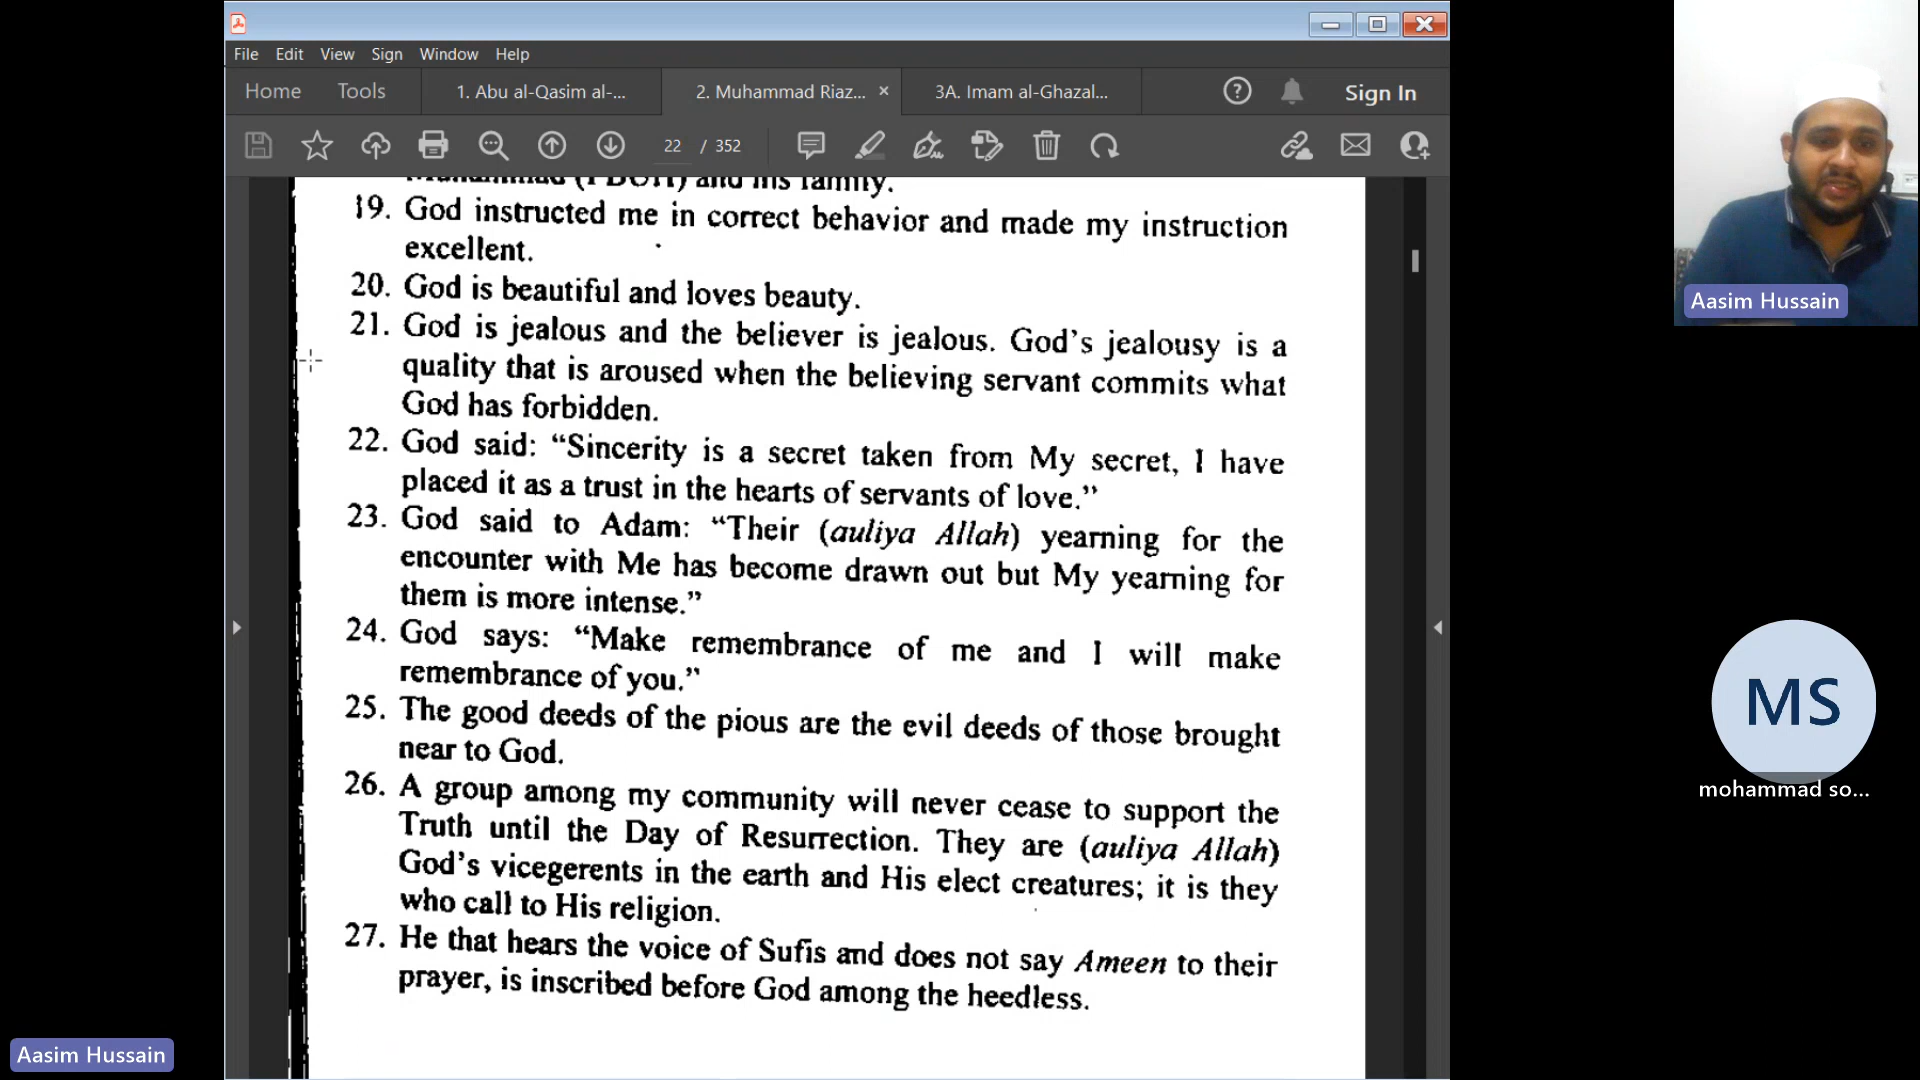 File Edit View Sign Window Help
Home Tools 1. Abu al-Qasim al-... 2. Muhammad Riaz... × 3A. Imam al-Ghazal... Sign In
22 / 352
Muhammad (PBUH) and his family.
19. God instructed me in correct behavior and made my instruction
excellent.
20. God is beautiful and loves beauty.
21. God is jealous and the believer is jealous. God's jealousy is a
quality that is aroused when the believing servant commits what
God has forbidden.
22. God said: "Sincerity is a secret taken from My secret, I have
placed it as a trust in the hearts of servants of love."
23. God said to Adam: "Their (auliya Allah) yearning for the
encounter with Me has become drawn out but My yearning for
them is more intense."
24. God says: "Make remembrance of me and I will make
remembrance of you."
25. The good deeds of the pious are the evil deeds of those brought
near to God.
26. A group among my community will never cease to support the
Truth until the Day of Resurrection. They are (auliya Allah)
God's vicegerents in the earth and His elect creatures; it is they
who call to His religion.
27. He that hears the voice of Sufis and does not say Ameen to their
prayer, is inscribed before God among the heedless.
Aasim Hussain
MS
mohammad so...
Aasim Hussain